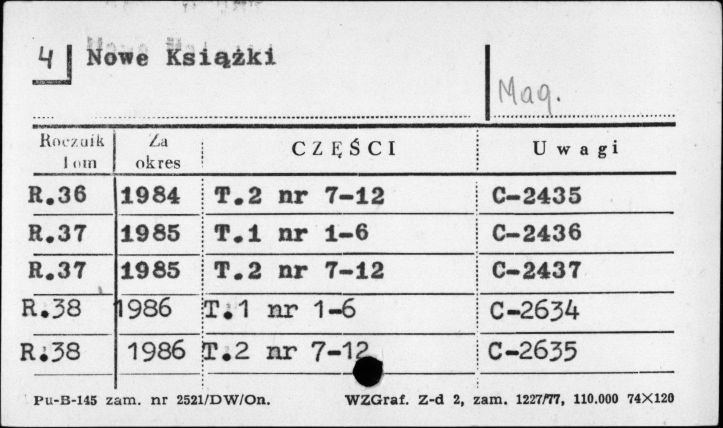 4 Nowe Książki
Mag.
Rocznik Za CZĘŚCI Uwagi
Tom okres
R.36 1984 T.2 nr 7-12 C-2435
R.37 1985 T.1 nr 1-6 C-2436
R.37 1985 T.2 nr 7-12 C-2437
R.38 1986 T.1 nr 1-6 C-2634
R.38 1986 T.2 nr 7-12 C-2635
Pu-B-145 zam. nr 2521/DW/On. WZGraf. Z-d 2, zam. 1227/77, 110.000 74×120